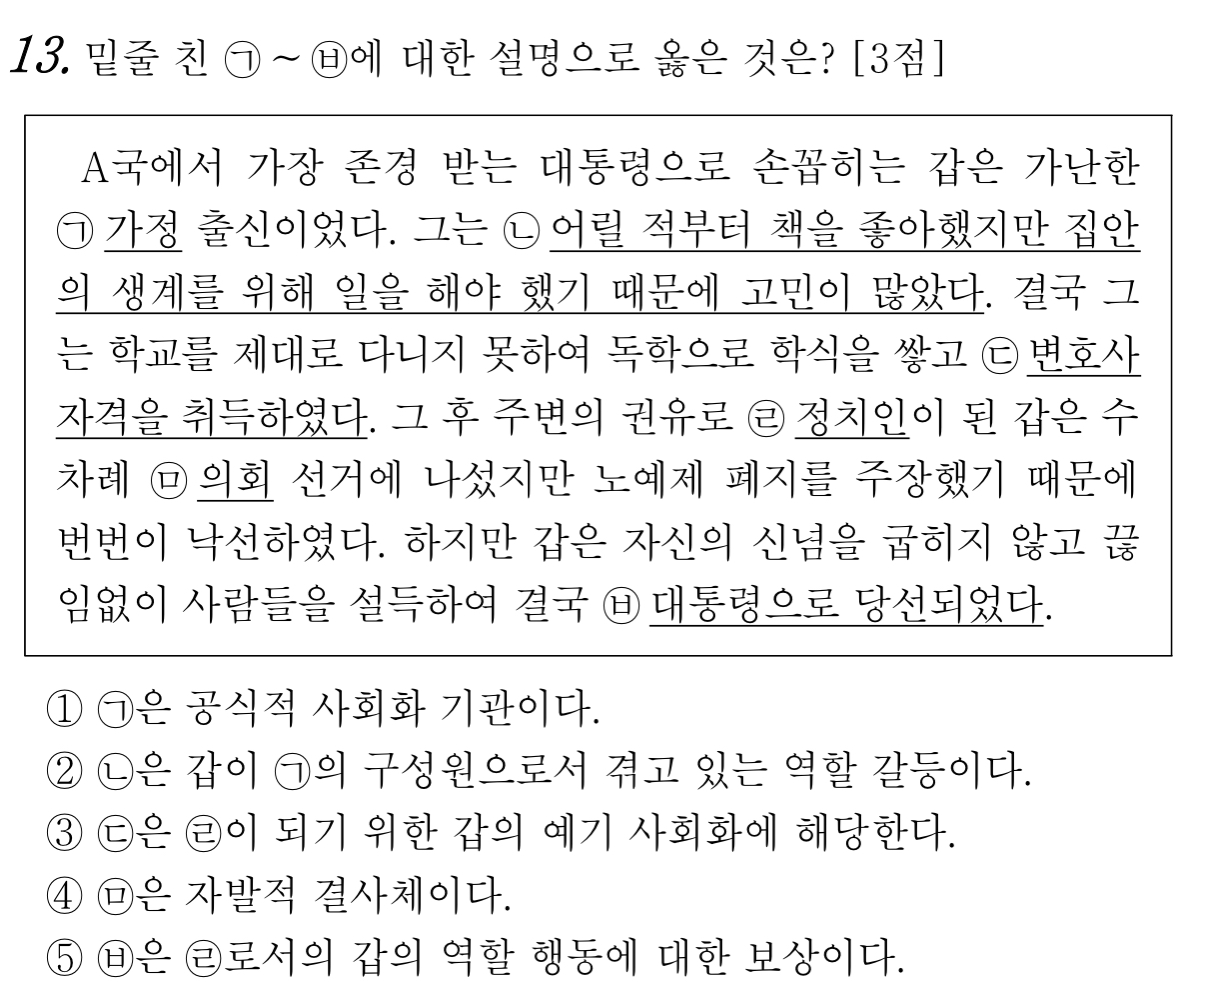 13. 밑줄 친 ㉠~㉥에 대한 설명으로 옳은 것은? [3점]
A국에서 가장 존경 받는 대통령으로 손꼽히는 갑은 가난한
㉠가정 출신이었다. 그는 ㉡어릴 적부터 책을 좋아했지만 집안
의 생계를 위해 일을 해야 했기 때문에 고민이 많았다. 결국 그
는 학교를 제대로 다니지 못하여 독학으로 학식을 쌓고 ㉢변호사
자격을 취득하였다. 그 후 주변의 권유로 ㉣정치인이 된 갑은 수
차례 ㉤의회 선거에 나섰지만 노예제 폐지를 주장했기 때문에
번번이 낙선하였다. 하지만 갑은 자신의 신념을 굽히지 않고 끊
임없이 사람들을 설득하여 결국 ㉥대통령으로 당선되었다.
① ㉠은 공식적 사회화 기관이다.
② ㉡은 갑이 ㉠의 구성원으로서 겪고 있는 역할 갈등이다.
③ ㉢은 ㉣이 되기 위한 갑의 예기 사회화에 해당한다.
④ ㉤은 자발적 결사체이다.
⑤ ㉥은 ㉣로서의 갑의 역할 행동에 대한 보상이다.